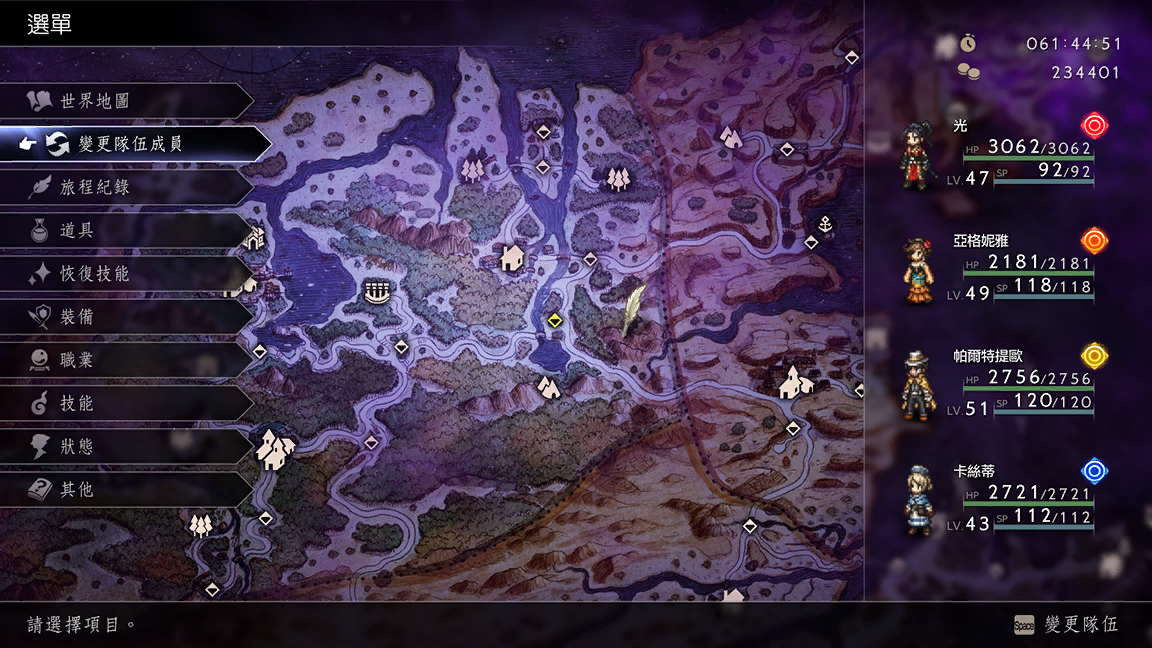 選單
世界地圖
變更隊伍成員
旅程紀錄
道具
恢復技能
裝備
職業
技能
狀態
其他
061:44:51
234401
光
HP 3062/3062
LV.47 SP 92/92
亞格妮雅
HP 2181/2181
LV.49 SP 118/118
帕爾特提歐
HP 2756/2756
LV.51 SP 120/120
卡絲蒂
HP 2721/2721
LV.43 SP 112/112
請選擇項目。
Space 變更隊伍